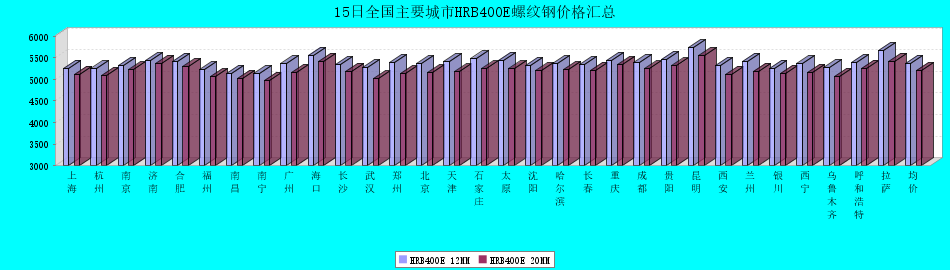 15日全国主要城市HRB400E螺纹钢价格汇总
6000
5500
5000
4500
4000
3500
3000
上海
杭州
南京
济南
合肥
福州
南昌
南宁
广州
海口
长沙
武汉
郑州
北京
天津
石家庄
太原
沈阳
哈尔滨
长春
重庆
成都
贵阳
昆明
西安
兰州
银川
西宁
乌鲁木齐
呼和浩特
拉萨
均价
HRB400E 12MM
HRB400E 20MM